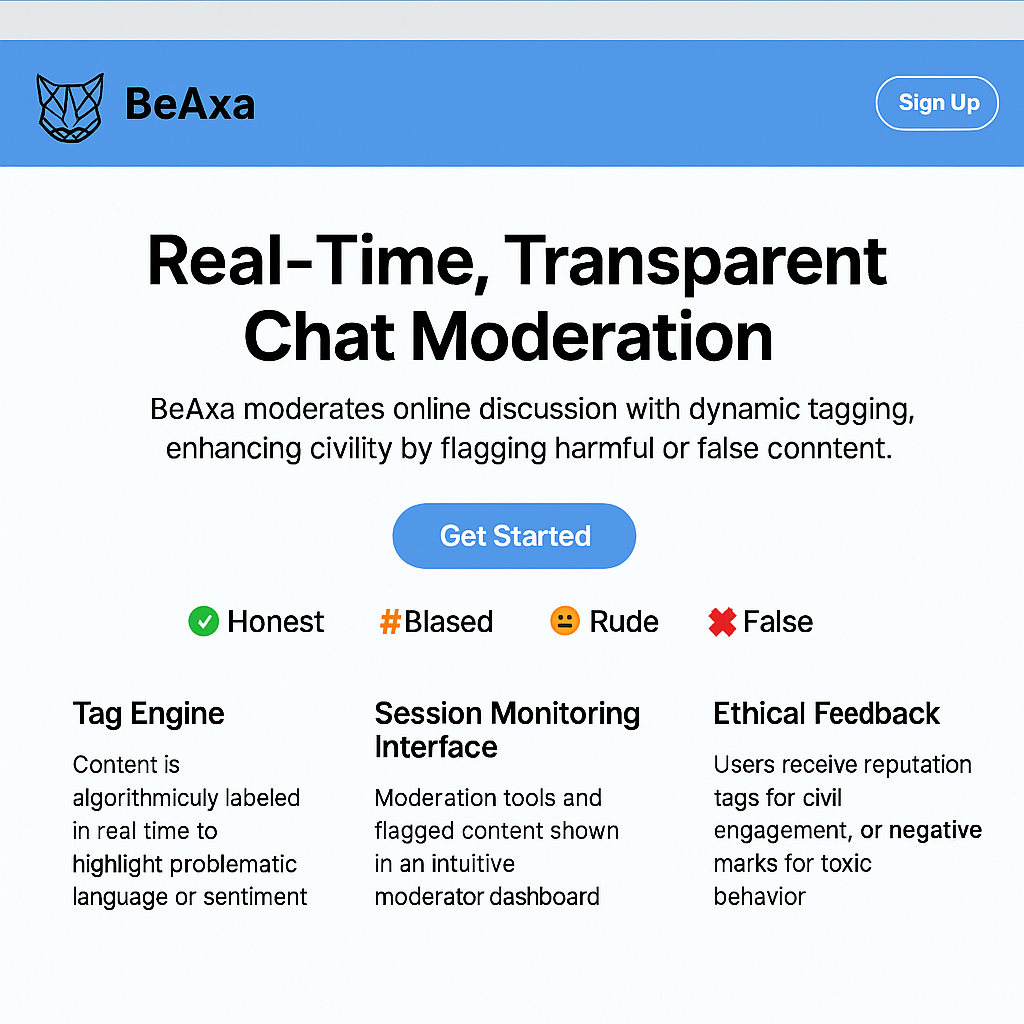 BeAxa
Sign Up
Real-Time, Transparent
Chat Moderation
BeAxa moderates online discussion with dynamic tagging,
enhancing civility by flagging harmful or false conntent.
Get Started
Honest
#Blased
Rude
False
Tag Engine
Content is
algorithmiculy labeled
in real time to
highlight problematic
language or sentiment
Session Monitoring
Interface
Moderation tools and
flagged content shown
in an intuitive
moderator dashboard
Ethical Feedback
Users receive reputation
tags for civil
engagement, or negative
marks for toxic
behavior